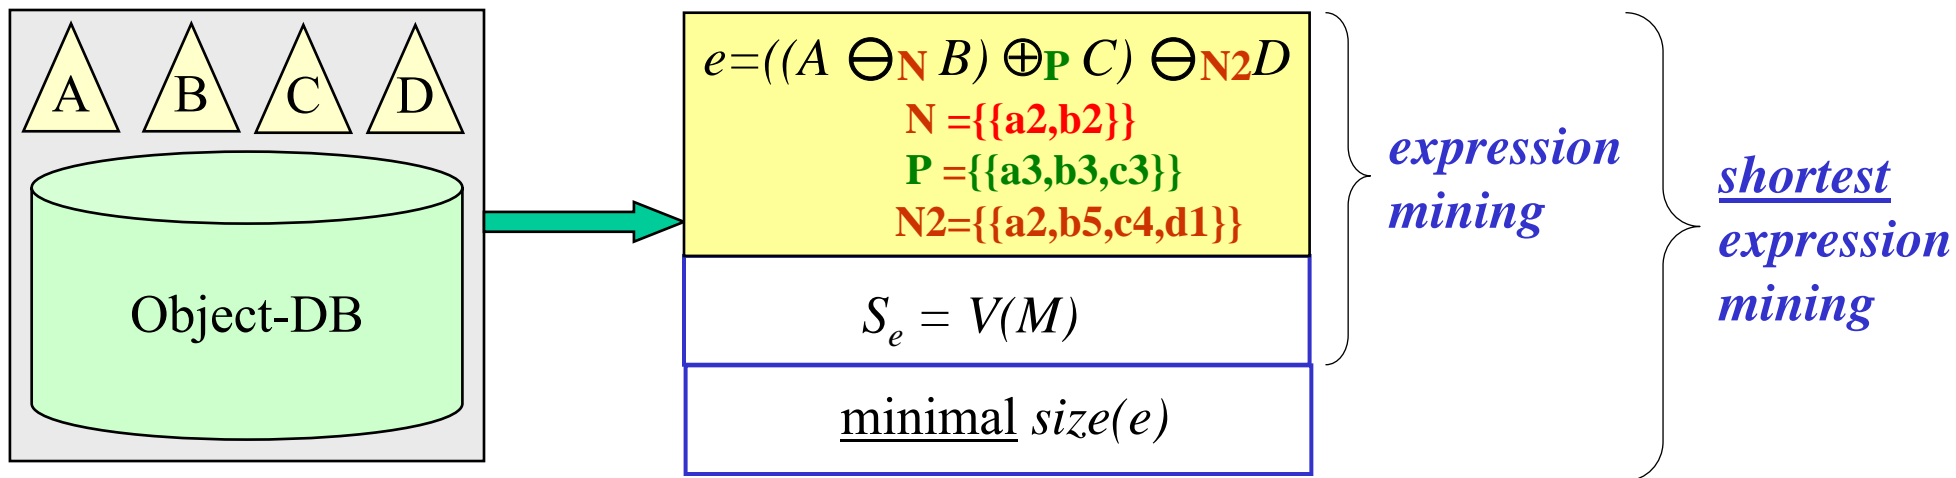 A B C D
Object-DB
e=((A ⊖N B) ⊕P C) ⊖N2D
N ={{a2,b2}}
P ={{a3,b3,c3}}
N2={{a2,b5,c4,d1}}
Se = V(M)
minimal size(e)
expression
mining
shortest
expression
mining